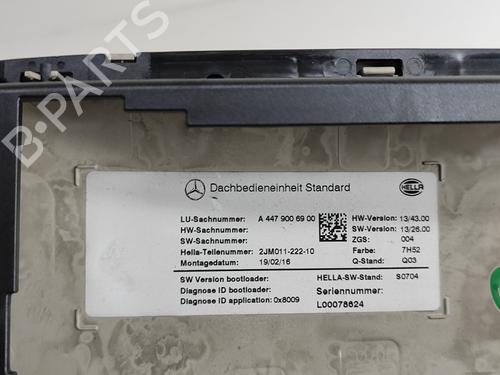 B-PARTS
Dachbedieneinheit Standard
HELLA
LU-Sachnummer: A 447 900 69 00 HW-Version: 13/43.00
HW-Sachnummer: SW-Version: 13/26.00
SW-Sachnummer: ZGS: 004
Hella-Teilenummer: 2JM011-222-10 Farbe: 7H52
Montagedatum: 19/02/16 Q-Stand: Q03
SW Version bootloader: HELLA-SW-Stand: S0704
Diagnose ID bootloader: Seriennummer:
Diagnose ID application: 0x8009 L00078624